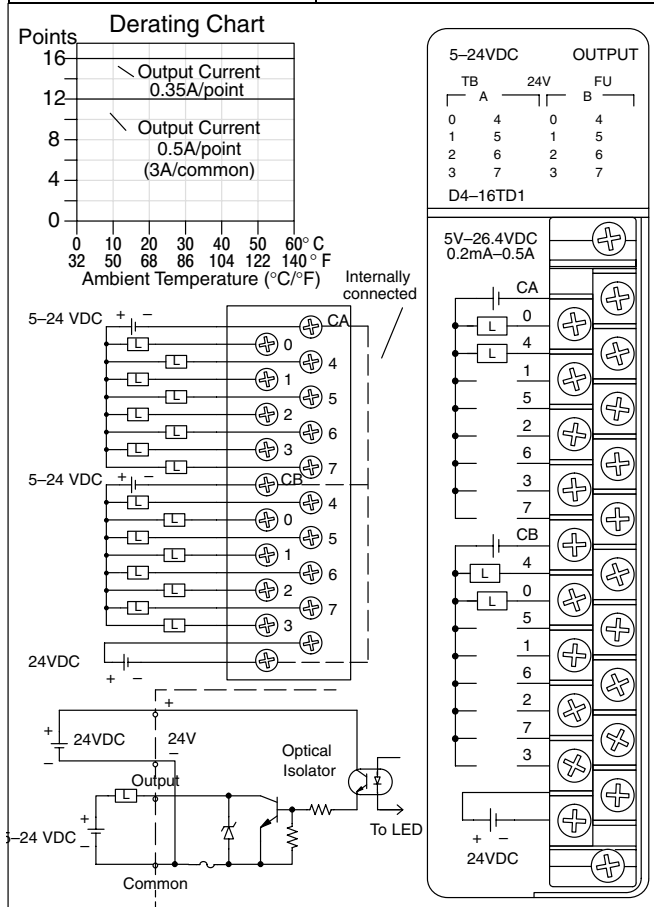 Derating Chart
Points
16
12
8
4
0
Output Current
0.35A/point
Output Current
0.5A/point
(3A/common)
0 10 20 30 40 50 60°C
32 50 68 86 104 122 140°F
Ambient Temperature (°C/°F)
Internally
connected
5–24 VDC
+ –
CA
L
0
L
4
L
1
L
5
L
2
L
6
L
3
L
7
5–24 VDC
+ –
CB
L
4
L
0
L
5
L
1
L
6
L
2
L
7
L
3
24VDC
+ –
+
24VDC
+
–
24V
–
Optical
Isolator
Output
L
To LED
5–24 VDC
+
–
Common
5–24VDC OUTPUT
TB 24V FU
A B
0 4 0 4
1 5 1 5
2 6 2 6
3 7 3 7
D4–16TD1
5V–26.4VDC
0.2mA–0.5A
CA
0
L
4
L
1
5
2
6
3
7
CB
4
L
0
L
5
1
6
2
7
3
+ –
24VDC